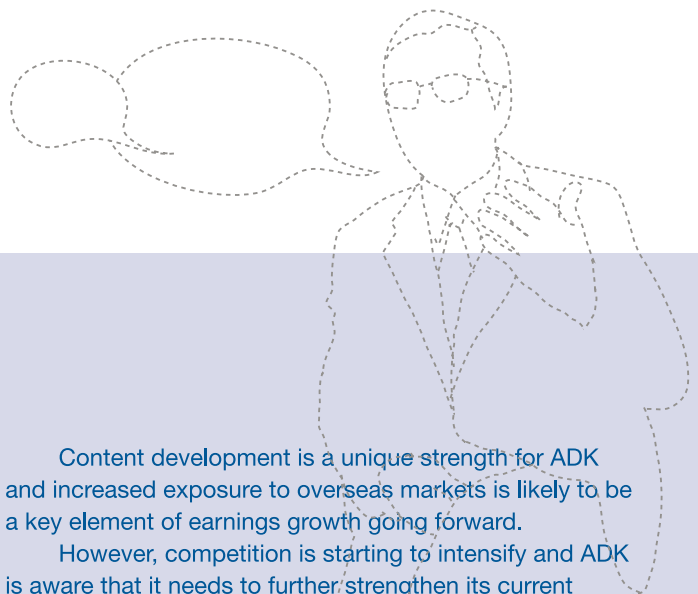 Content development is a unique strength for ADK
and increased exposure to overseas markets is likely to be
a key element of earnings growth going forward.
However, competition is starting to intensify and ADK
is aware that it needs to further strengthen its current